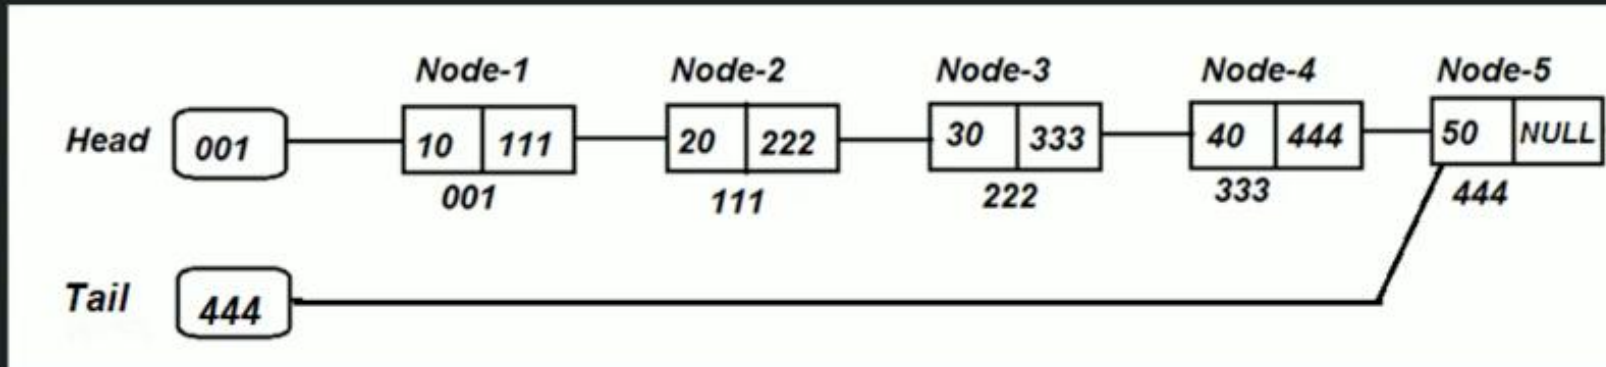 Node-1 Node-2 Node-3 Node-4 Node-5
Head 001 10 111 20 222 30 333 40 444 50 NULL
001 111 222 333 444
Tail 444